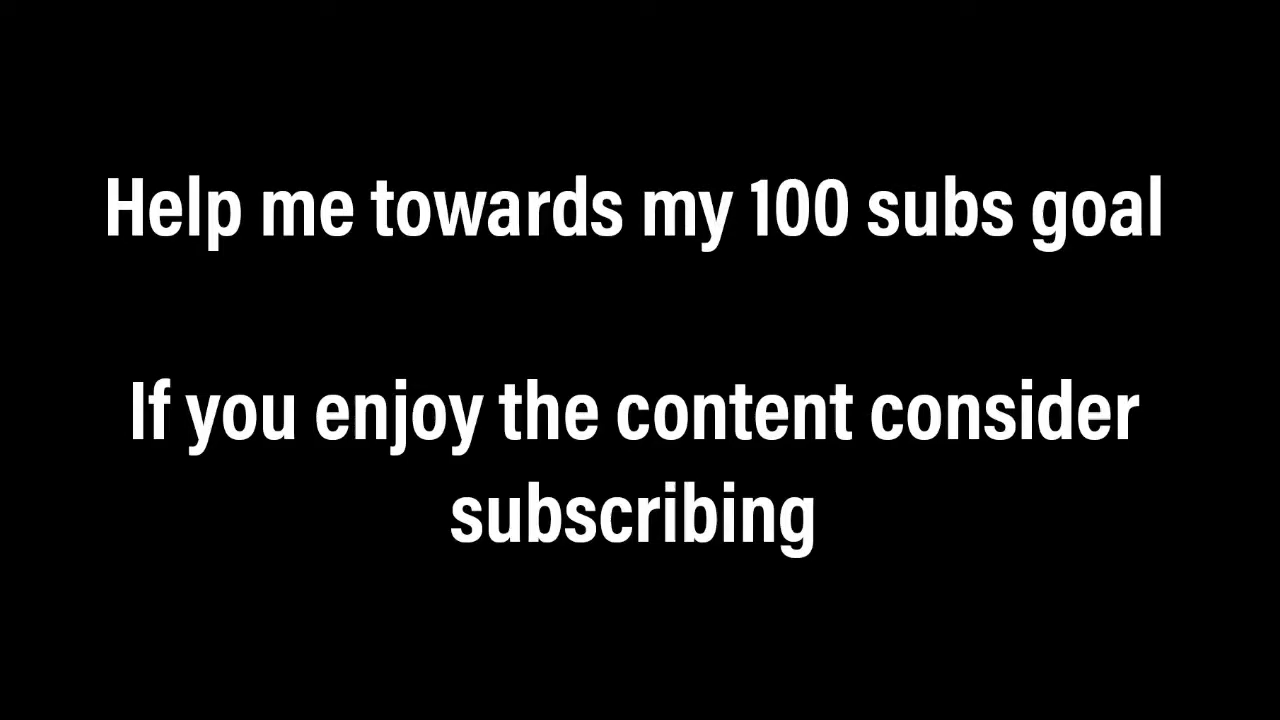 Help me towards my 100 subs goal
If you enjoy the content consider
subscribing